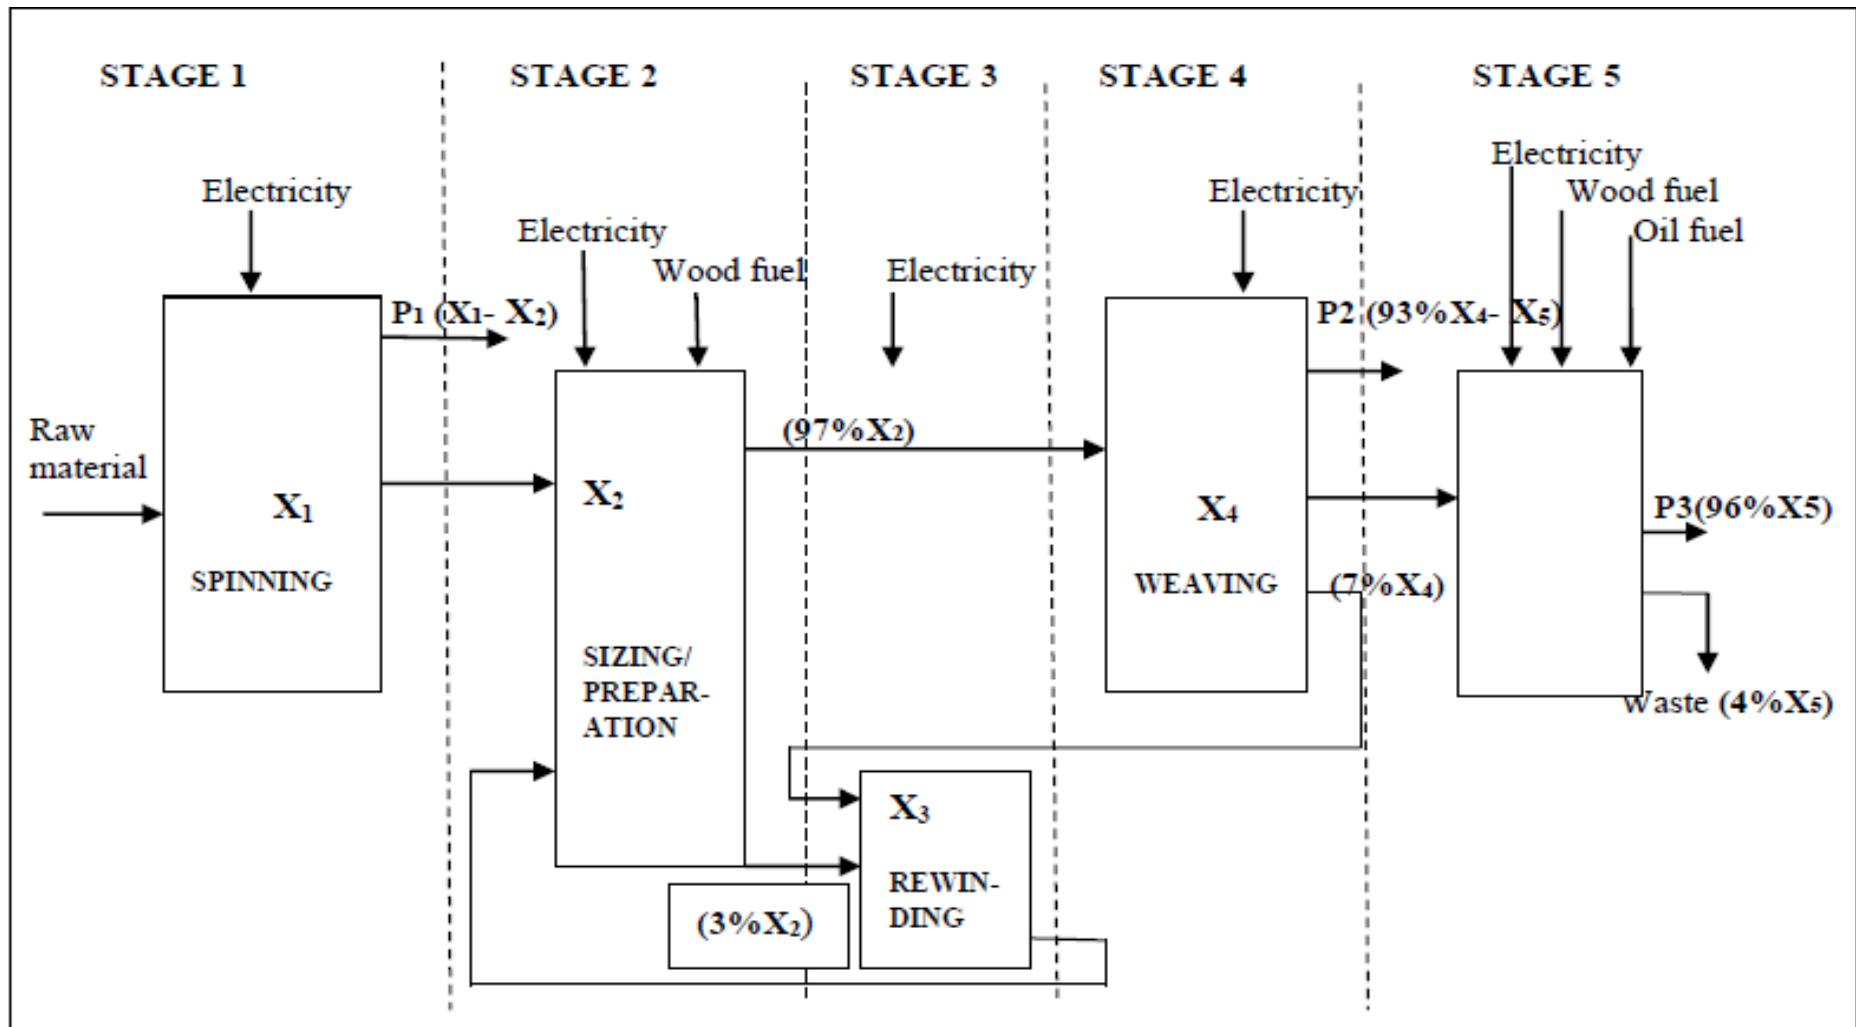 STAGE 1
STAGE 2
STAGE 3
STAGE 4
STAGE 5
Electricity
P1 (X1- X2)
Raw
material
X1
SPINNING
Electricity
Wood fuel
(97%X2)
X2
SIZING/
PREPAR-
ATION
(3%X2)
Electricity
X3
REWIN-
DING
Electricity
P2 (93%X4- X5)
X4
WEAVING
(7%X4)
Electricity
Wood fuel
Oil fuel
P3(96%X5)
Waste (4%X5)